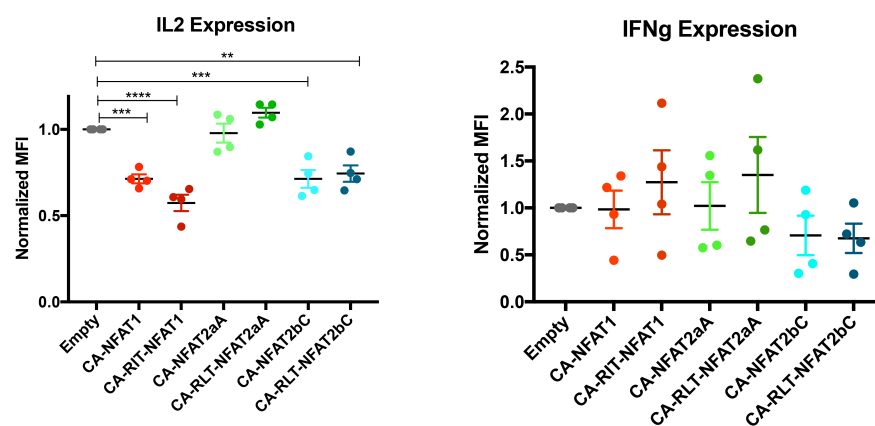 IL2 Expression
**
***
****
***
Normalized MFI
1.0
0.5
0.0
Empty
CA-NFAT1
CA-RIT-NFAT1
CA-NFAT2aA
CA-RLT-NFAT2aA
CA-NFAT2bC
CA-RLT-NFAT2bC
IFNg Expression
Normalized MFI
2.5
2.0
1.5
1.0
0.5
0.0
Empty
CA-NFAT1
CA-RIT-NFAT1
CA-NFAT2aA
CA-RLT-NFAT2aA
CA-NFAT2bC
CA-RLT-NFAT2bC